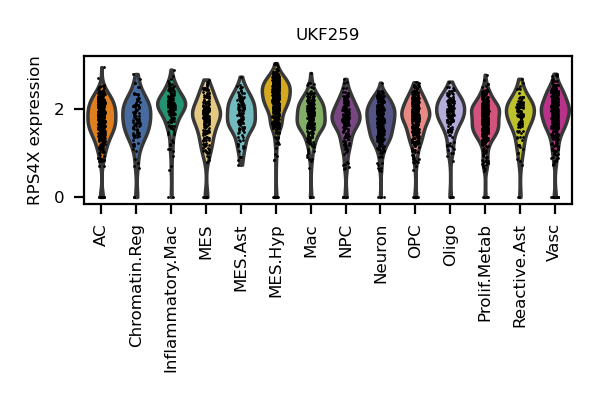 UKF259
RPS4X expression
2
0
AC
Chromatin.Reg
Inflammatory.Mac
MES
MES.Ast
MES.Hyp
Mac
NPC
Neuron
OPC
Oligo
Prolif.Metab
Reactive.Ast
Vasc